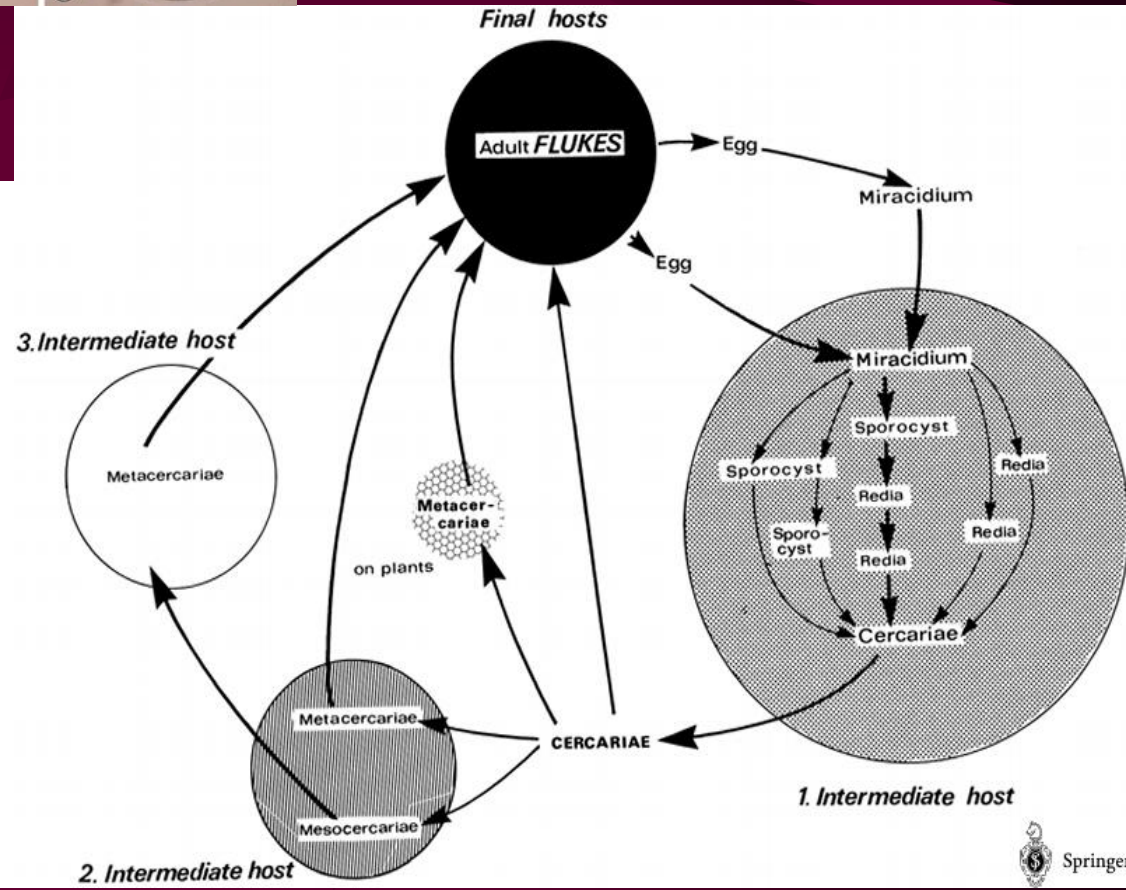 Final hosts
Adult FLUKES
Egg
Miracidium
Egg
3. Intermediate host
Miracidium
Sporocyst
Sporocyst
Redia
Metacercariae
Redia
Metacer-
cariae
Sporo-
cyst
Redia
on plants
Redia
Cercariae
Metacercariae
CERCARIAE
1. Intermediate host
Mesocercariae
2. Intermediate host
Springer